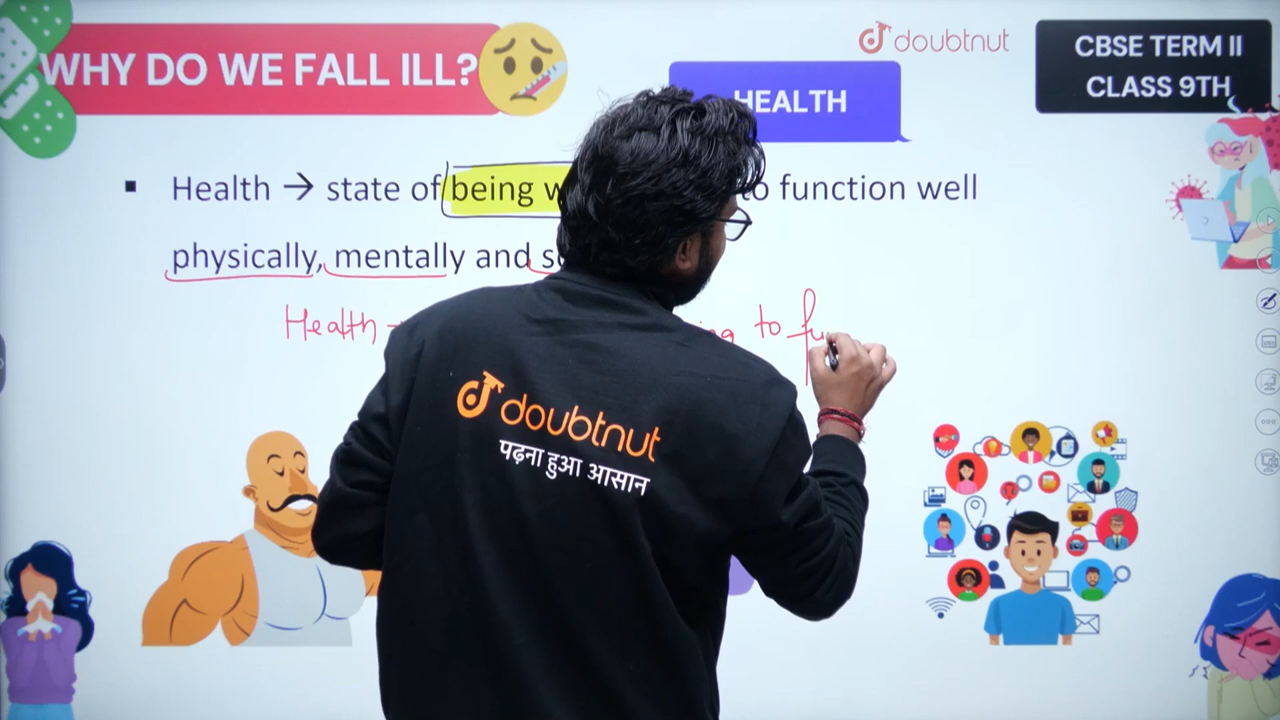 WHY DO WE FALL ILL?
doubtnut
CBSE TERM II
CLASS 9TH
HEALTH
Health → state of being to function well
physically, mentally and
Health → to
doubtnut
पढ़ना हुआ आसान